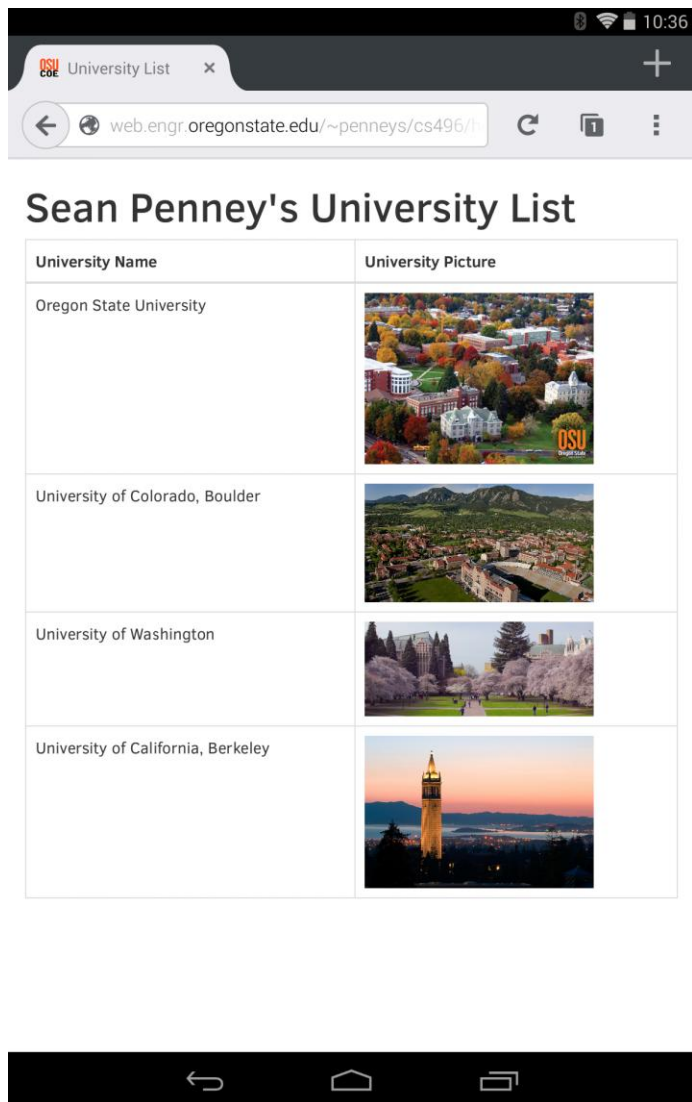 10:36
OSU COE University List ×
web.engr.oregonstate.edu/~penneys/cs496/h
1
Sean Penney's University List
University Name University Picture
Oregon State University
OSU
Oregon State
University of Colorado, Boulder
University of Washington
University of California, Berkeley